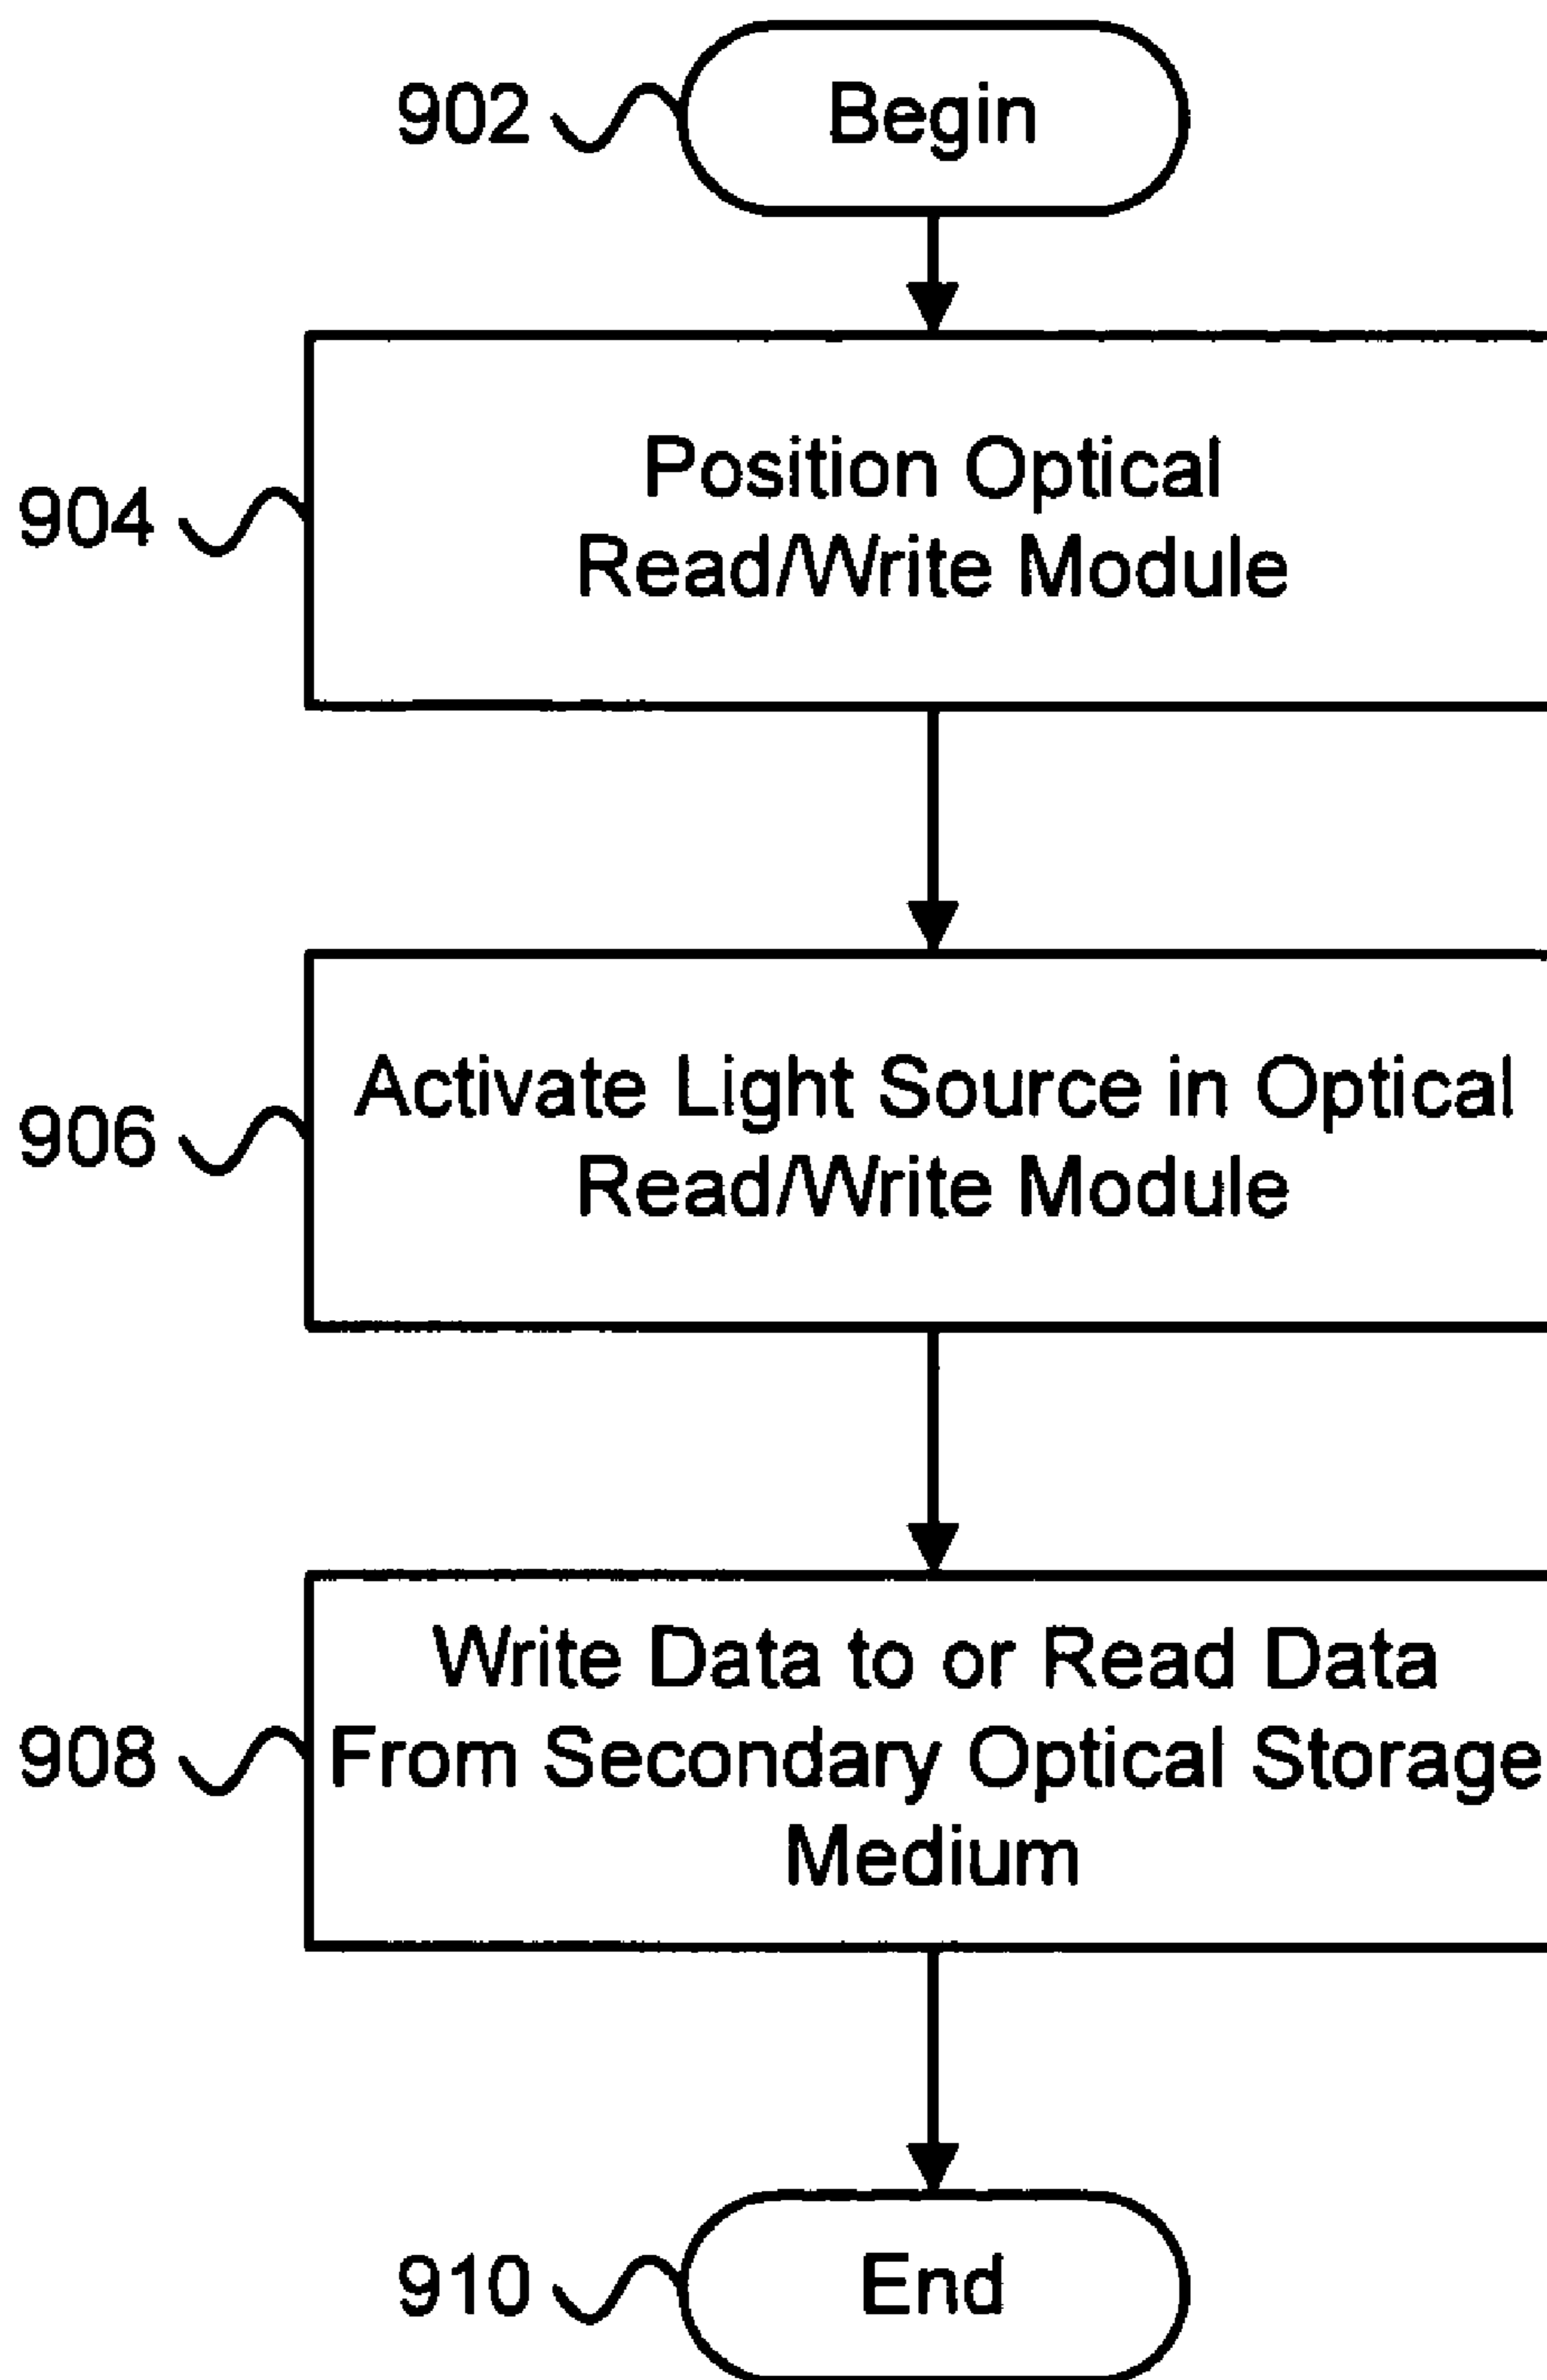 902
Begin
904
Position Optical
Read/Write Module
906
Activate Light Source in Optical
Read/Write Module
908
Write Data to or Read Data
From Secondary Optical Storage
Medium
910
End